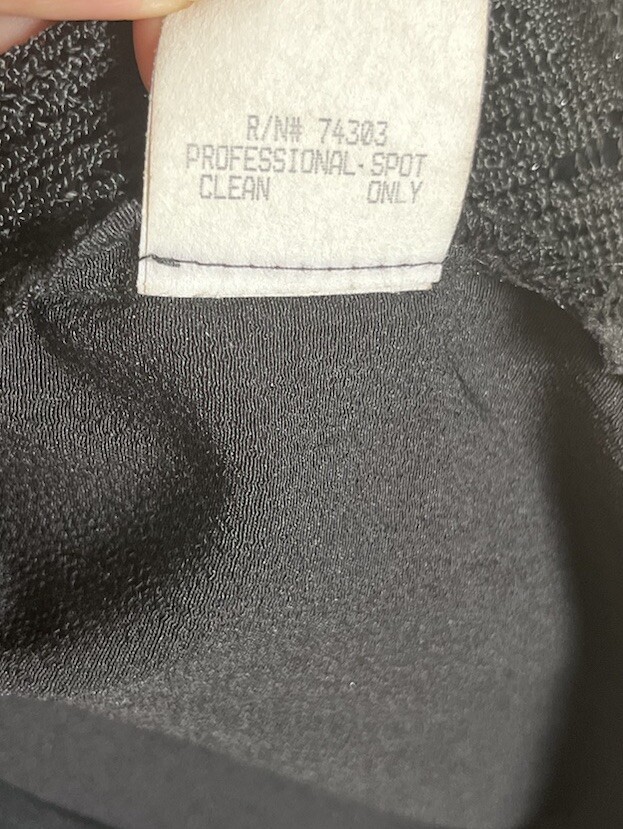 R/N# 74303
PROFESSIONAL-SPOT
CLEAN ONLY